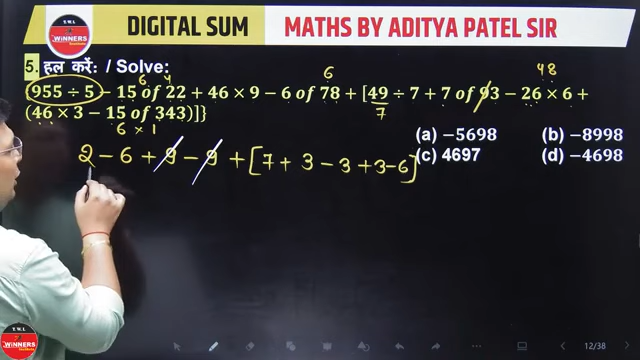 DIGITAL SUM
MATHS BY ADITYA PATEL SIR
T.W.I.
WiNNERS
5. हल करें: / Solve:
6 4 6 48
955 ÷ 5 − 15 of 22 + 46 × 9 − 6 of 78 + [49 ÷ 7 + 7 of 93 − 26 × 6 +
7
(46 × 3 − 15 of 343)]}
6 × 1
(a) −5698 (b) −8998
(c) 4697 (d) −4698
2 − 6 + 9 − 9 + [7 + 3 − 3 + 3 − 6]
T.W.I.
WiNNERS
12/38